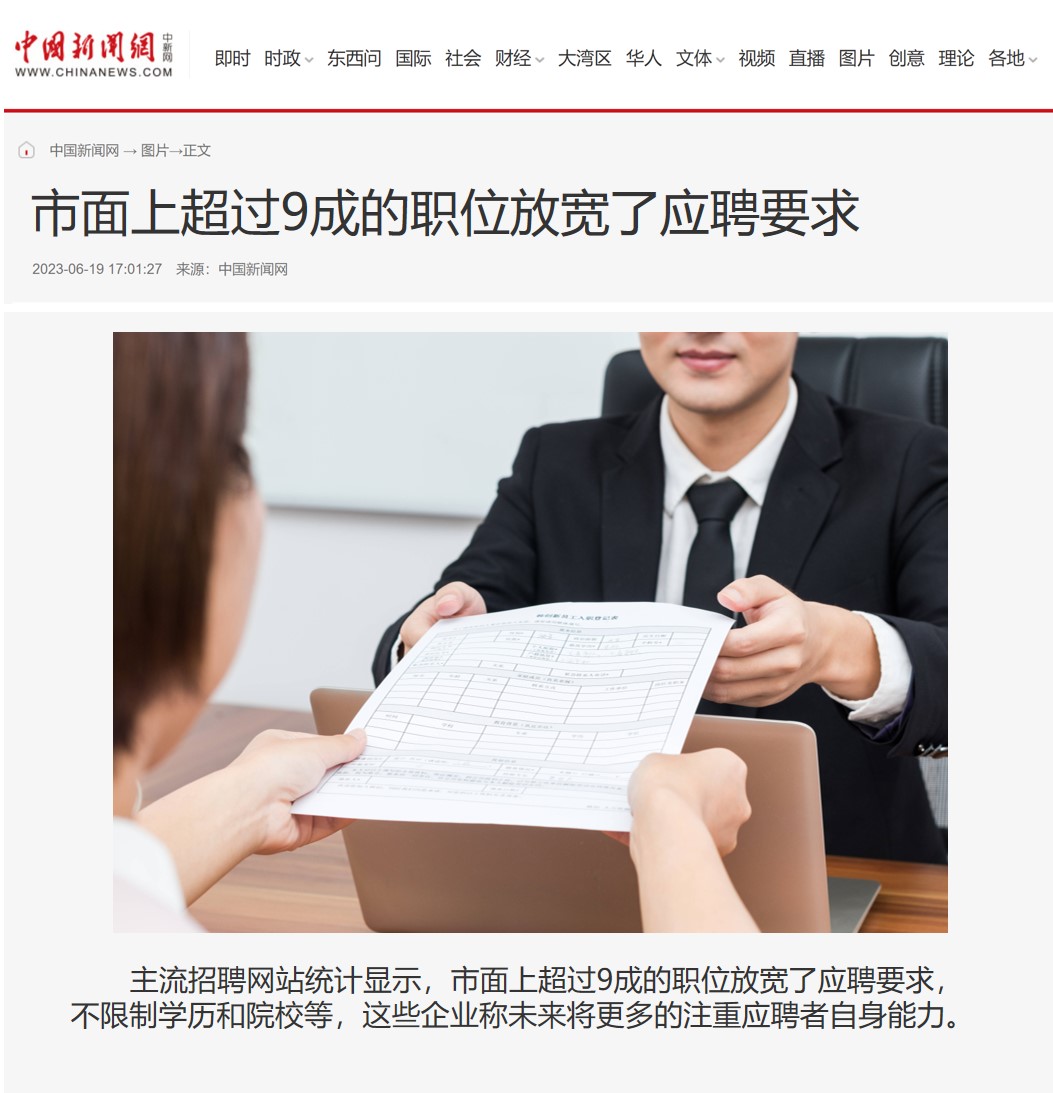 中國新聞網
中新网
WWW.CHINANEWS.COM
即时 时政 东西问 国际 社会 财经 大湾区 华人 文体 视频 直播 图片 创意 理论 各地
中国新闻网 → 图片→正文
市面上超过9成的职位放宽了应聘要求
2023-06-19 17:01:27 来源：中国新闻网
主流招聘网站统计显示，市面上超过9成的职位放宽了应聘要求，
不限制学历和院校等，这些企业称未来将更多的注重应聘者自身能力。